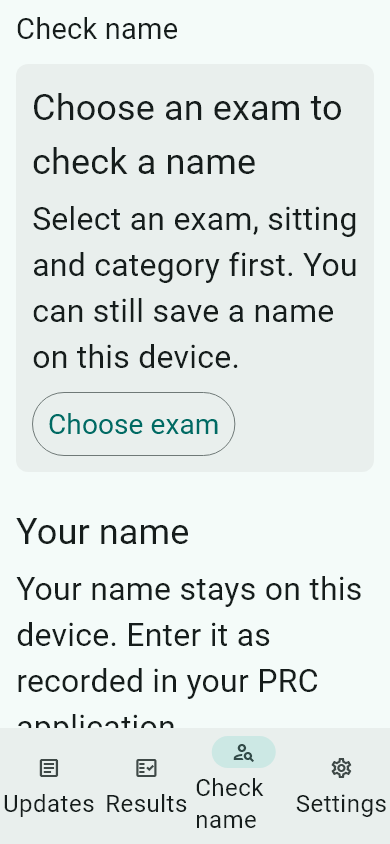 Check name
Choose an exam to
check a name
Select an exam, sitting
and category first. You
can still save a name
on this device.
Choose exam
Your name
Your name stays on this
device. Enter it as
recorded in your PRC
application
Updates
Results
Check
name
Settings